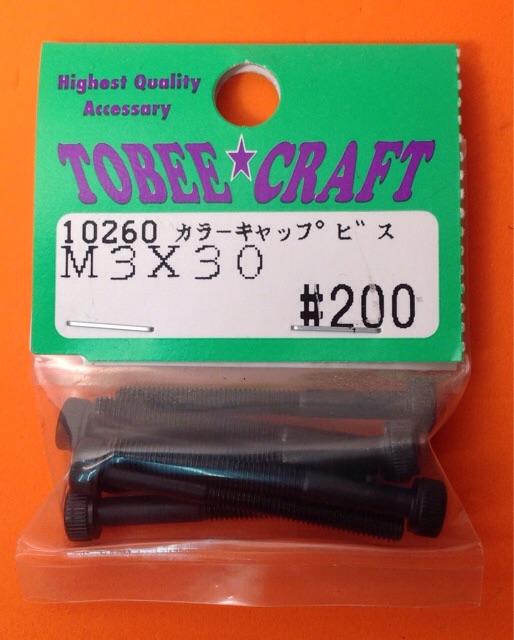 Highest Quality
Accessary
TOBEE★CRAFT
10260 カラーキャップビス
M3X30
#200